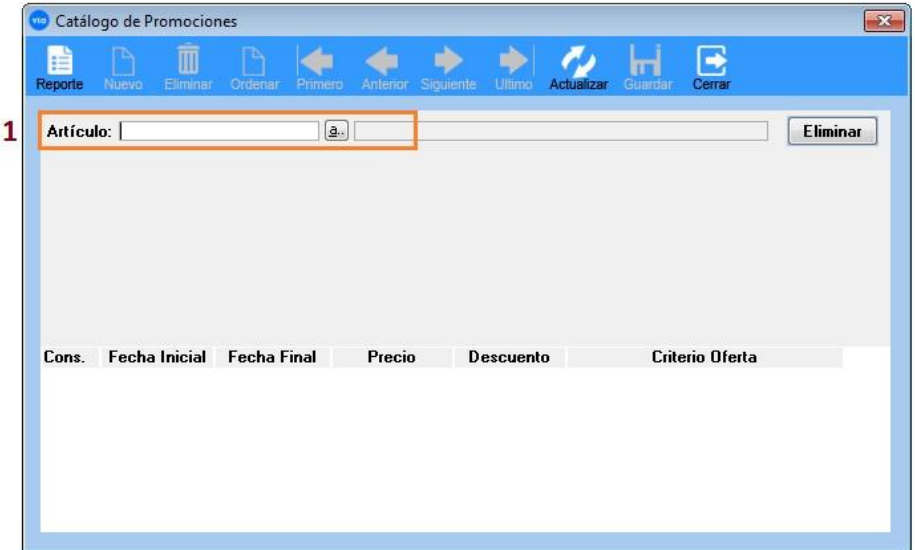 vio Catálogo de Promociones
Reporte Nuevo Eliminar Ordenar Primero Anterior Siguiente Ultimo Actualizar Guardar Cerrar
1 Artículo: a.. Eliminar
Cons. Fecha Inicial Fecha Final Precio Descuento Criterio Oferta